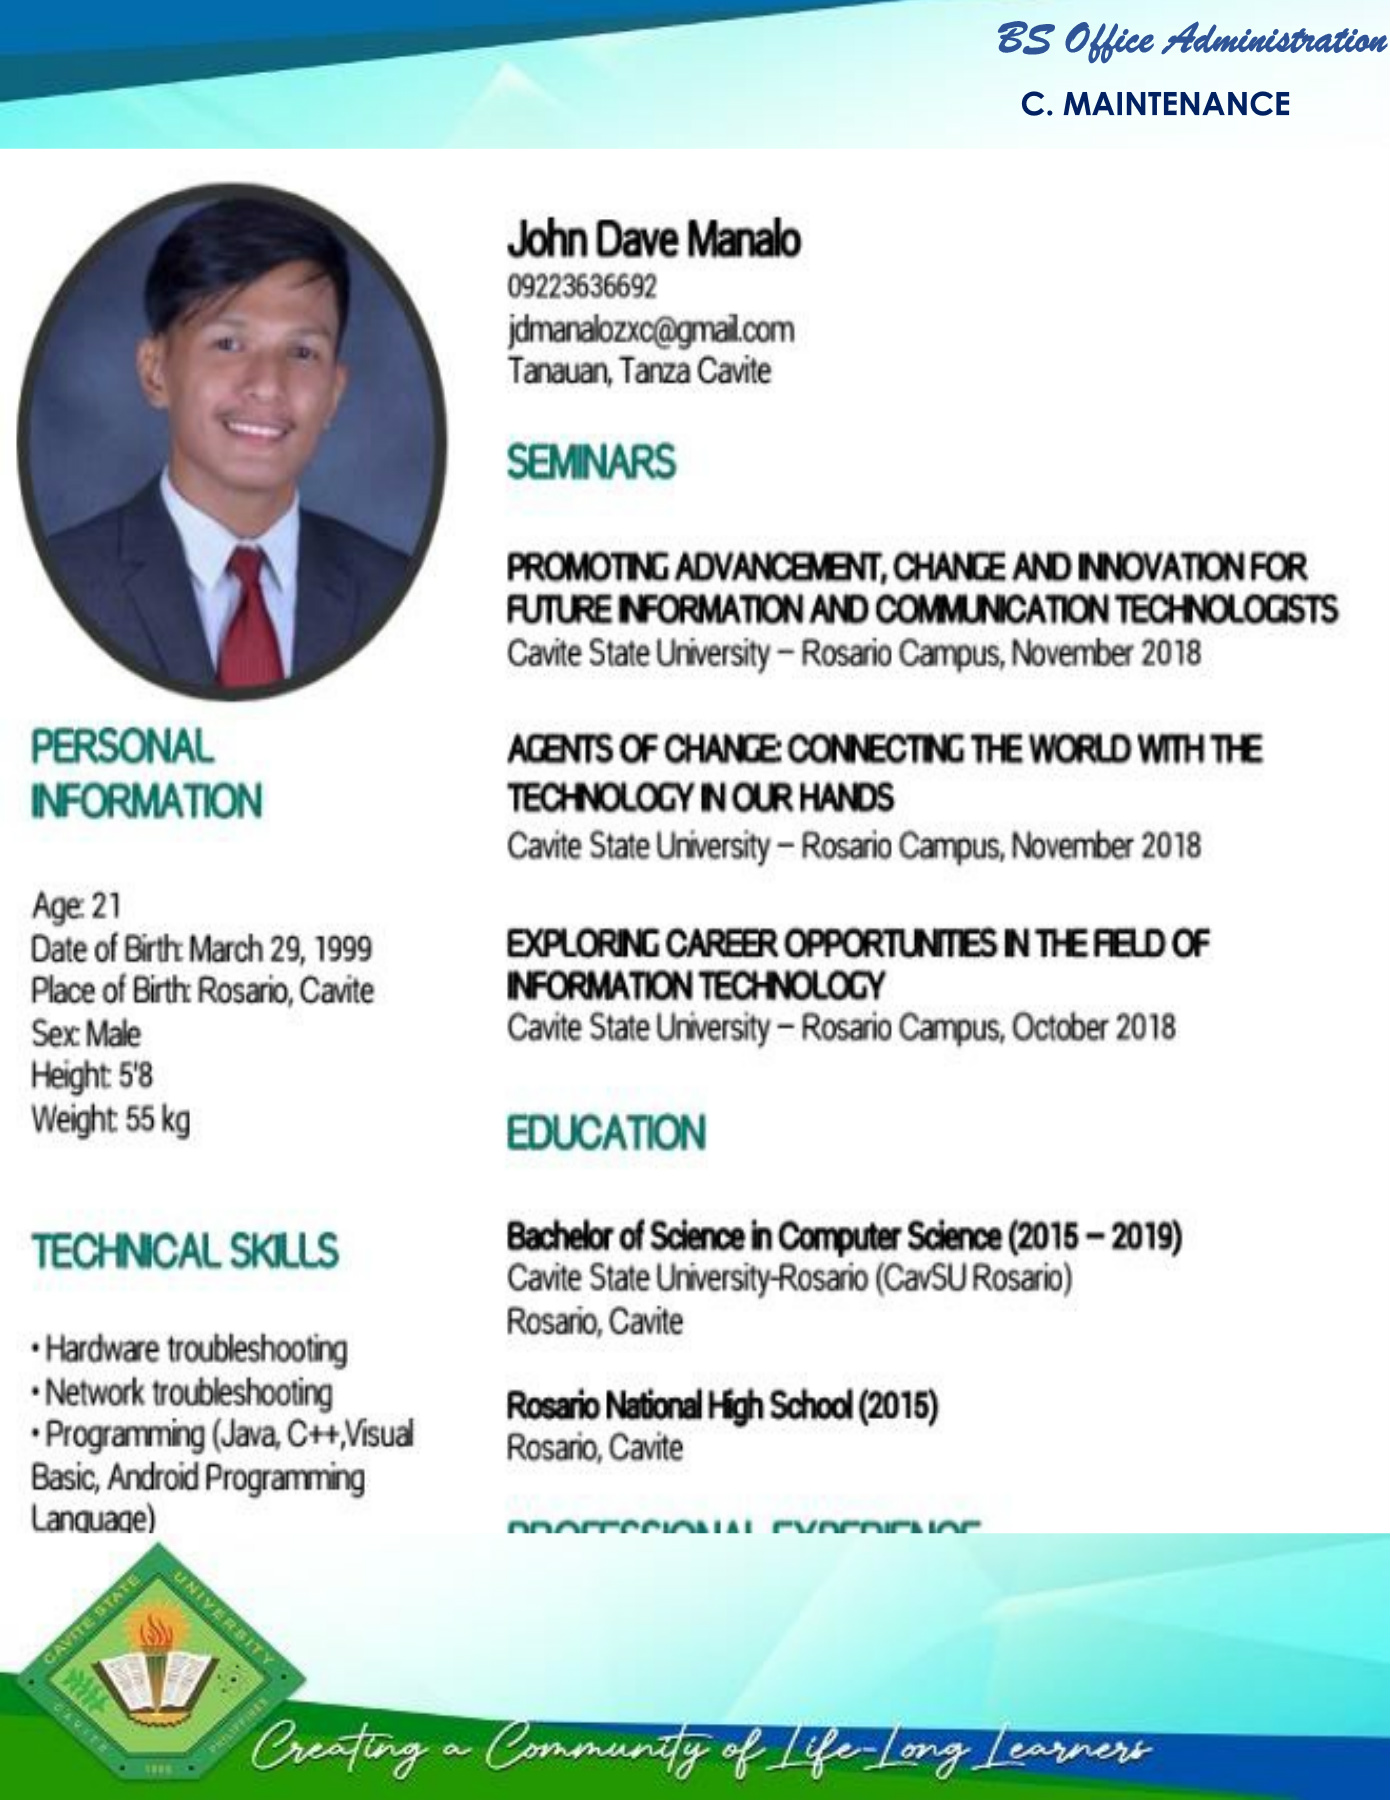 BS Office Administration
C. MAINTENANCE
John Dave Manalo
09223636692
jdmanalozxc@gmail.com
Tanauan, Tanza Cavite
SEMINARS
PROMOTING ADVANCEMENT, CHANGE AND INNOVATION FOR
FUTURE INFORMATION AND COMMUNICATION TECHNOLOGISTS
Cavite State University – Rosario Campus, November 2018
AGENTS OF CHANGE: CONNECTING THE WORLD WITH THE
TECHNOLOGY IN OUR HANDS
Cavite State University – Rosario Campus, November 2018
EXPLORING CAREER OPPORTUNITIES IN THE FIELD OF
INFORMATION TECHNOLOGY
Cavite State University – Rosario Campus, October 2018
EDUCATION
Bachelor of Science in Computer Science (2015 – 2019)
Cavite State University-Rosario (CavSU Rosario)
Rosario, Cavite
Rosario National High School (2015)
Rosario, Cavite
PROFESSIONAL EXPERIENCE
PERSONAL
INFORMATION
Age: 21
Date of Birth: March 29, 1999
Place of Birth: Rosario, Cavite
Sex: Male
Height: 5'8
Weight: 55 kg
TECHNICAL SKILLS
• Hardware troubleshooting
• Network troubleshooting
• Programming (Java, C++,Visual
Basic, Android Programming
Language)
CAVITE STATE UNIVERSITY
CAVITE
PHILIPPINES
1906
Creating a Community of Life-Long Learners